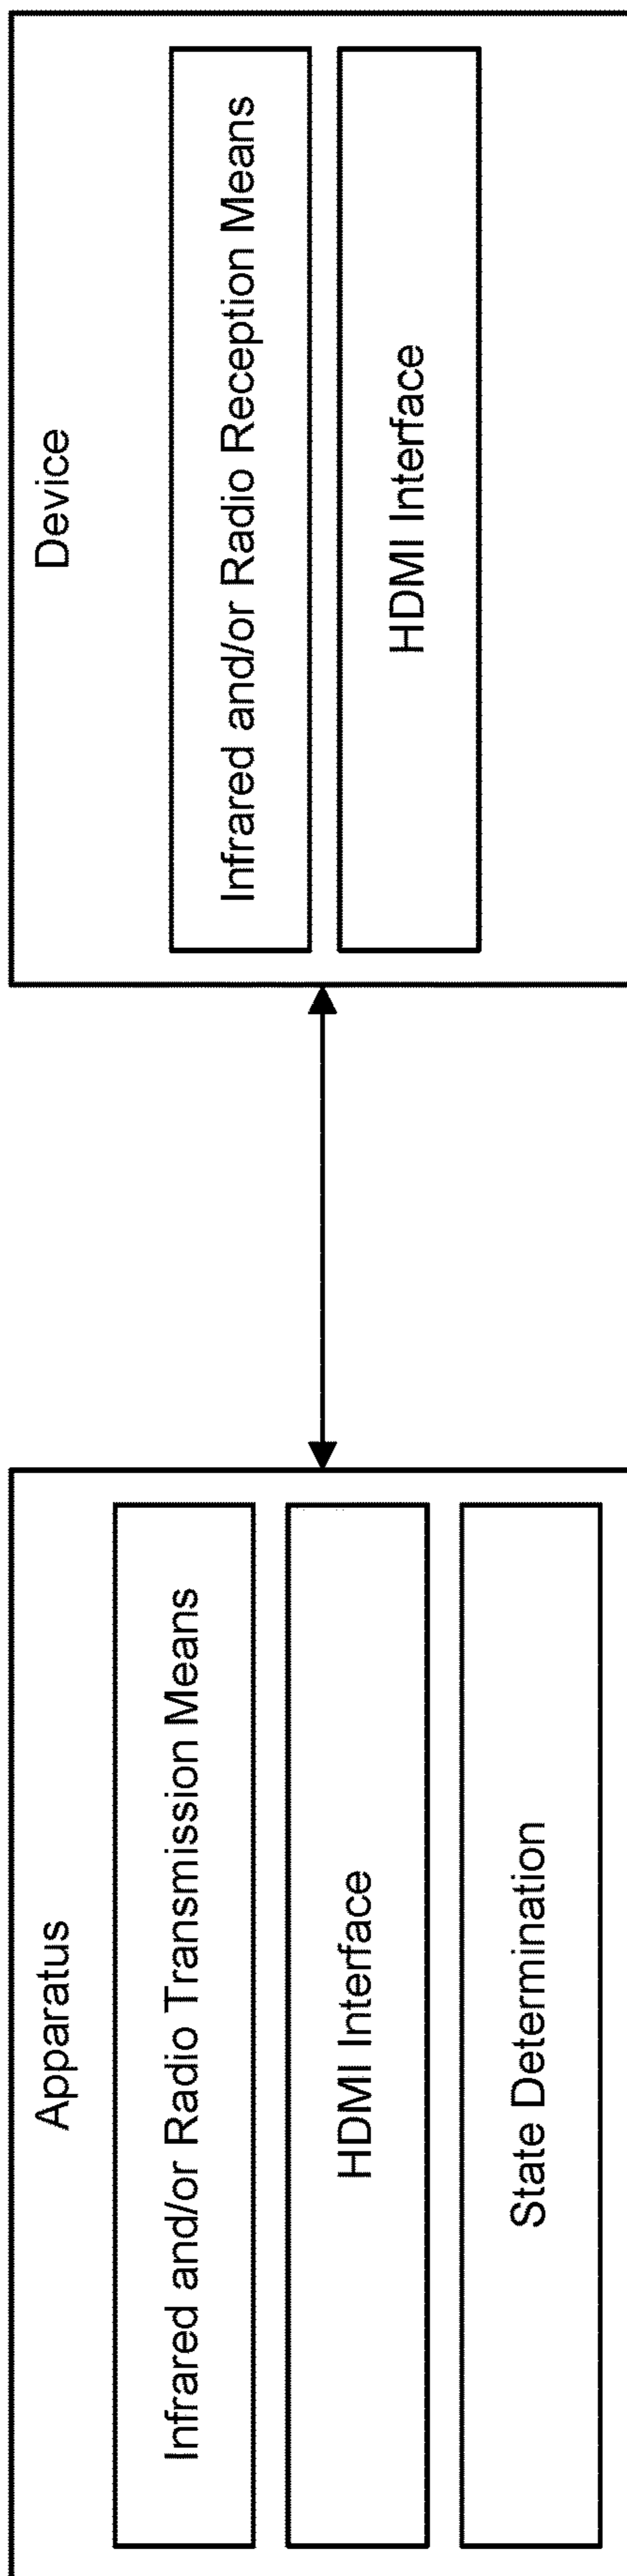 Apparatus
Infrared and/or Radio Transmission Means
HDMI Interface
State Determination
Device
Infrared and/or Radio Reception Means
HDMI Interface